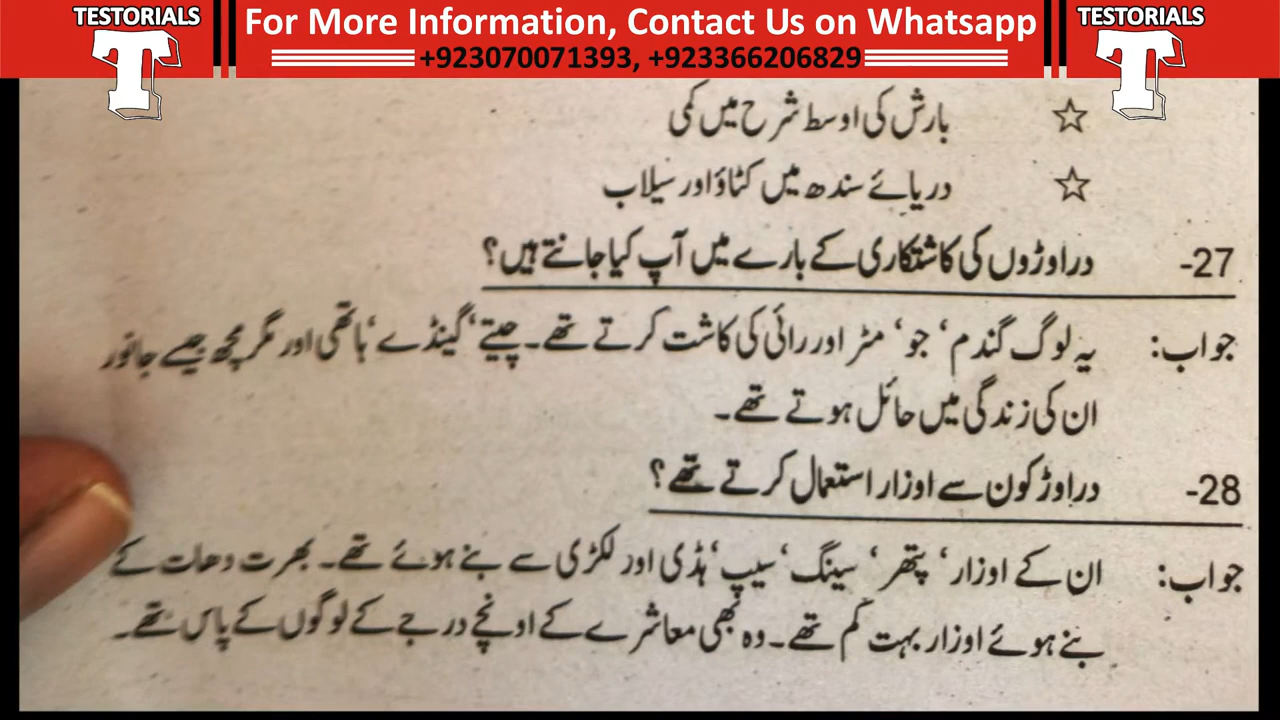 TESTORIALS
For More Information, Contact Us on Whatsapp
TESTORIALS
+923070071393, +923366206829
☆ بارش کی اوسط شرح میں کمی
☆ دریائے سندھ میں کٹاؤ اور سیلاب
27- دراوڑوں کی کاشتکاری کے بارے میں آپ کیا جانتے ہیں؟
جواب: یہ لوگ گندم‘ جو‘ مٹر اور رائی کی کاشت کرتے تھے۔ چیتے‘ گینڈے‘ ہاتھی اور مگرمچھ جیسے جانور
ان کی زندگی میں حائل ہوتے تھے۔
28- دراوڑ کون سے اوزار استعمال کرتے تھے؟
جواب: ان کے اوزار‘ پتھر‘ سینگ‘ سیپ‘ ہڈی اور لکڑی سے بنے ہوئے تھے۔ بھرت دھات کے
بنے ہوئے اوزار بہت کم تھے۔ وہ بھی معاشرے کے اونچے درجے کے لوگوں کے پاس تھے۔